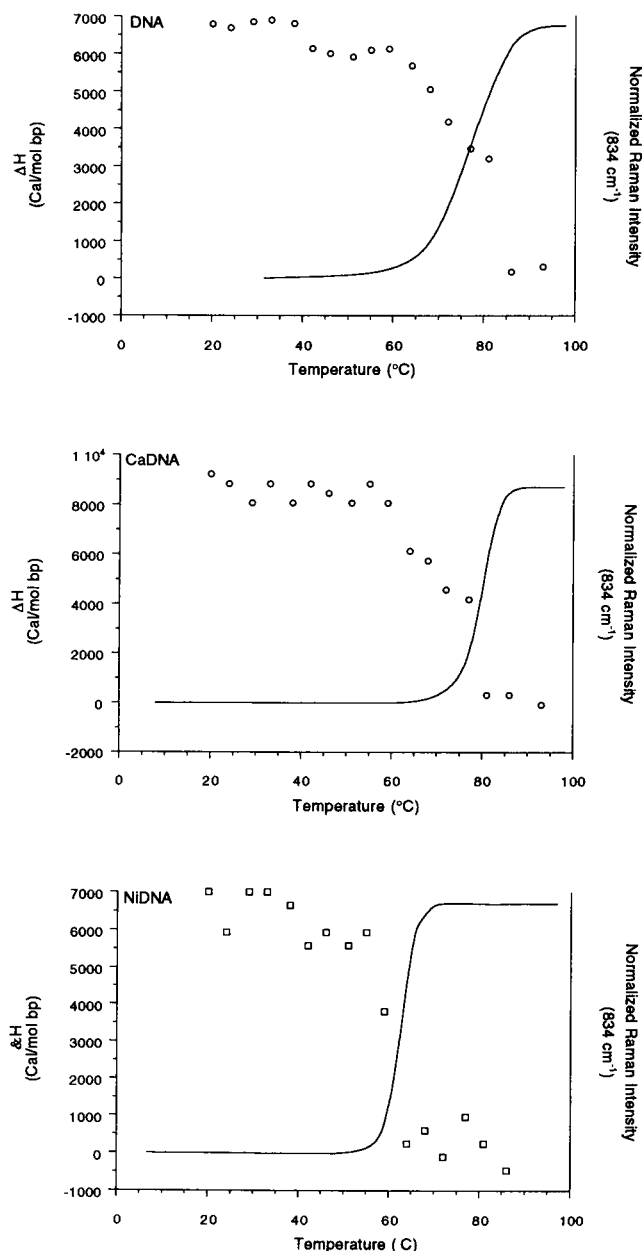 DNA
7000
6000
5000
4000
3000
2000
1000
0
-1000
ΔH
(Cal/mol bp)
Normalized Raman Intensity
(834 cm⁻¹)
0 20 40 60 80 100
Temperature (°C)
CaDNA
1 10⁴
8000
6000
4000
2000
0
-2000
ΔH
(Cal/mol bp)
Normalized Raman Intensity
(834 cm⁻¹)
0 20 40 60 80 100
Temperature (°C)
NiDNA
7000
6000
5000
4000
3000
2000
1000
0
-1000
&H
(Cal/mol bp)
Normalized Raman Intensity
(834 cm⁻¹)
0 20 40 60 80 100
Temperature ( C)